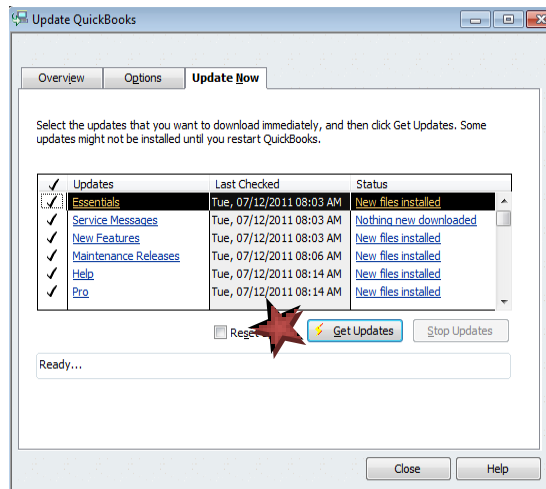 Update QuickBooks
Overview Options Update Now
Select the updates that you want to download immediately, and then click Get Updates. Some
updates might not be installed until you restart QuickBooks.
Updates Last Checked Status
Essentials Tue, 07/12/2011 08:03 AM New files installed
Service Messages Tue, 07/12/2011 08:03 AM Nothing new downloaded
New Features Tue, 07/12/2011 08:03 AM New files installed
Maintenance Releases Tue, 07/12/2011 08:06 AM New files installed
Help Tue, 07/12/2011 08:14 AM New files installed
Pro Tue, 07/12/2011 08:14 AM New files installed
Reset Get Updates Stop Updates
Ready...
Close Help